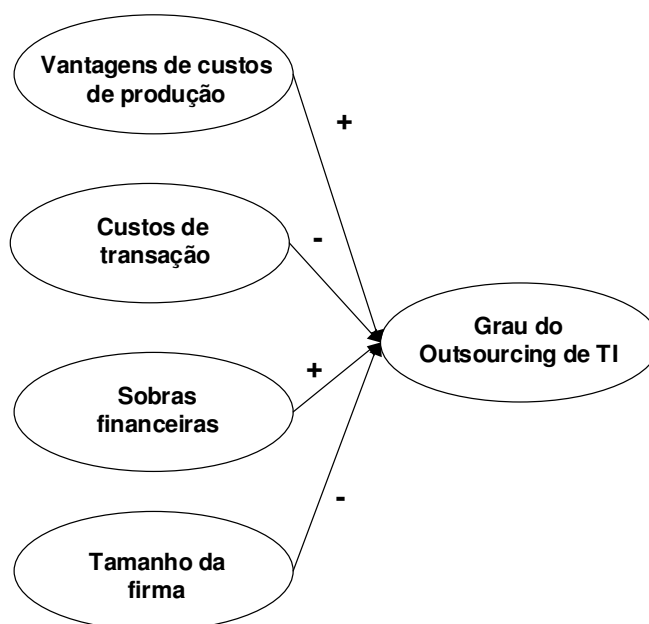 Vantagens de custos
de produção
+
Custos de
transação
-
Grau do
Outsourcing de TI
+
Sobras
financeiras
-
Tamanho da
firma